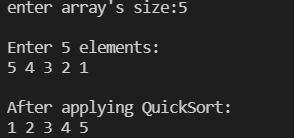 enter array's size:5
Enter 5 elements:
5 4 3 2 1
After applying QuickSort:
1 2 3 4 5